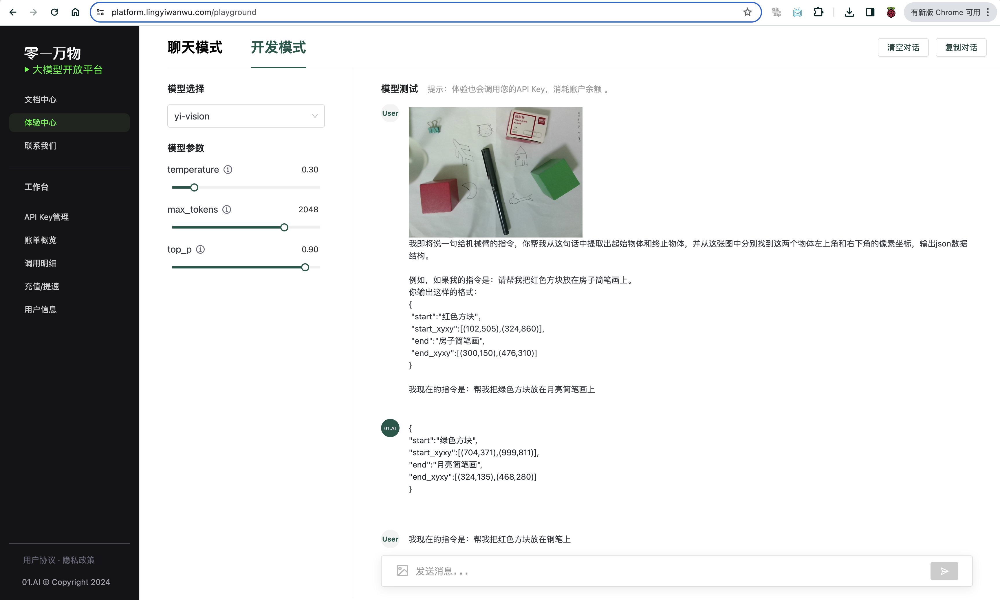 platform.lingyiwanwu.com/playground
Git
Zip
有新版 Chrome 可用
零一万物
大模型开放平台
文档中心
体验中心
联系我们
工作台
API Key管理
账单概览
调用明细
充值/提速
用户信息
用户协议 · 隐私政策
01.AI © Copyright 2024
聊天模式
开发模式
清空对话
复制对话
模型选择
yi-vision
模型参数
temperature
0.30
max_tokens
2048
top_p
0.90
模型测试 提示：体验也会调用您的API Key，消耗账户余额 。
User
回形针
PAPER CLIPS
deli
我即将说一句给机械臂的指令，你帮我从这句话中提取出起始物体和终止物体，并从这张图中分别找到这两个物体左上角和右下角的像素坐标，输出json数据
结构。
例如，如果我的指令是：请帮我把红色方块放在房子简笔画上。
你输出这样的格式：
{
"start":"红色方块",
"start_xyxy":[(102,505),(324,860)],
"end":"房子简笔画",
"end_xyxy":[(300,150),(476,310)]
}
我现在的指令是：帮我把绿色方块放在月亮简笔画上
01.AI
{
"start":"绿色方块",
"start_xyxy":[(704,371),(999,811)],
"end":"月亮简笔画",
"end_xyxy":[(324,135),(468,280)]
}
User
我现在的指令是：帮我把红色方块放在钢笔上
发送消息...